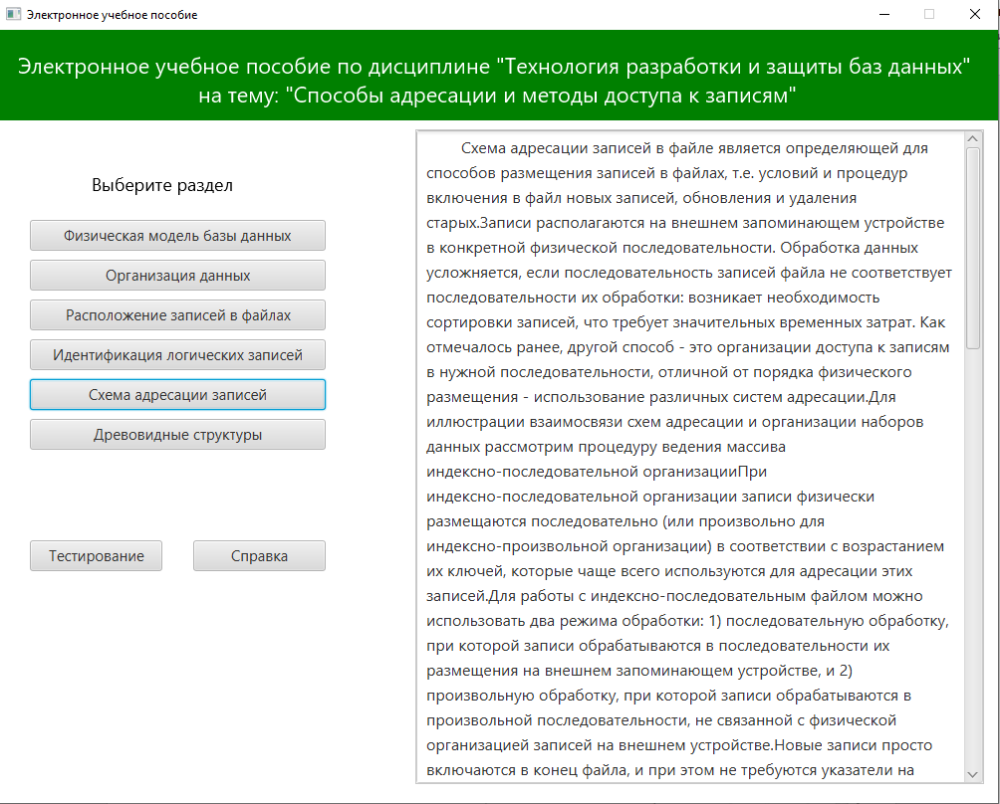 Электронное учебное пособие
Электронное учебное пособие по дисциплине "Технология разработки и защиты баз данных"
на тему: "Способы адресации и методы доступа к записям"
Выберите раздел
Физическая модель базы данных
Организация данных
Расположение записей в файлах
Идентификация логических записей
Схема адресации записей
Древовидные структуры
Тестирование
Справка
Схема адресации записей в файле является определяющей для
способов размещения записей в файлах, т.е. условий и процедур
включения в файл новых записей, обновления и удаления
старых.Записи располагаются на внешнем запоминающем устройстве
в конкретной физической последовательности. Обработка данных
усложняется, если последовательность записей файла не соответствует
последовательности их обработки: возникает необходимость
сортировки записей, что требует значительных временных затрат. Как
отмечалось ранее, другой способ - это организации доступа к записям
в нужной последовательности, отличной от порядка физического
размещения - использование различных систем адресации.Для
иллюстрации взаимосвязи схем адресации и организации наборов
данных рассмотрим процедуру ведения массива
индексно-последовательной организацииПри
индексно-последовательной организации записи физически
размещаются последовательно (или произвольно для
индексно-произвольной организации) в соответствии с возрастанием
их ключей, которые чаще всего используются для адресации этих
записей.Для работы с индексно-последовательным файлом можно
использовать два режима обработки: 1) последовательную обработку,
при которой записи обрабатываются в последовательности их
размещения на внешнем запоминающем устройстве, и 2)
произвольную обработку, при которой записи обрабатываются в
произвольной последовательности, не связанной с физической
организацией записей на внешнем устройстве.Новые записи просто
включаются в конец файла, и при этом не требуются указатели на